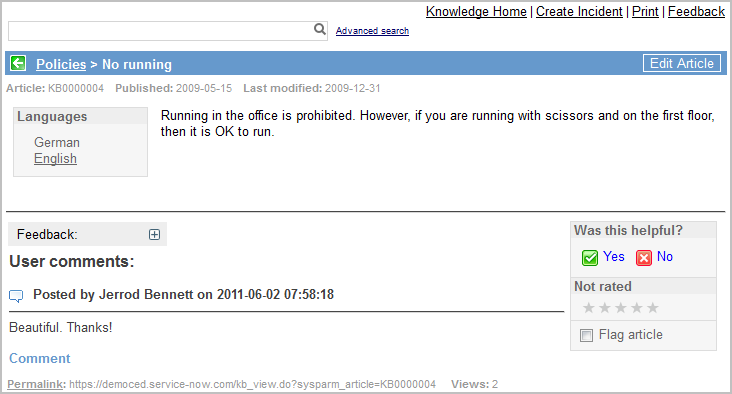 Knowledge Home | Create Incident | Print | Feedback
Advanced search
Policies > No running
Edit Article
Article: KB0000004 Published: 2009-05-15 Last modified: 2009-12-31
Languages
German
English
Running in the office is prohibited. However, if you are running with scissors and on the first floor,
then it is OK to run.
Feedback:
User comments:
Posted by Jerrod Bennett on 2011-06-02 07:58:18
Beautiful. Thanks!
Comment
Was this helpful?
Yes No
Not rated
Flag article
Permalink: https://democed.service-now.com/kb_view.do?sysparm_article=KB0000004 Views: 2